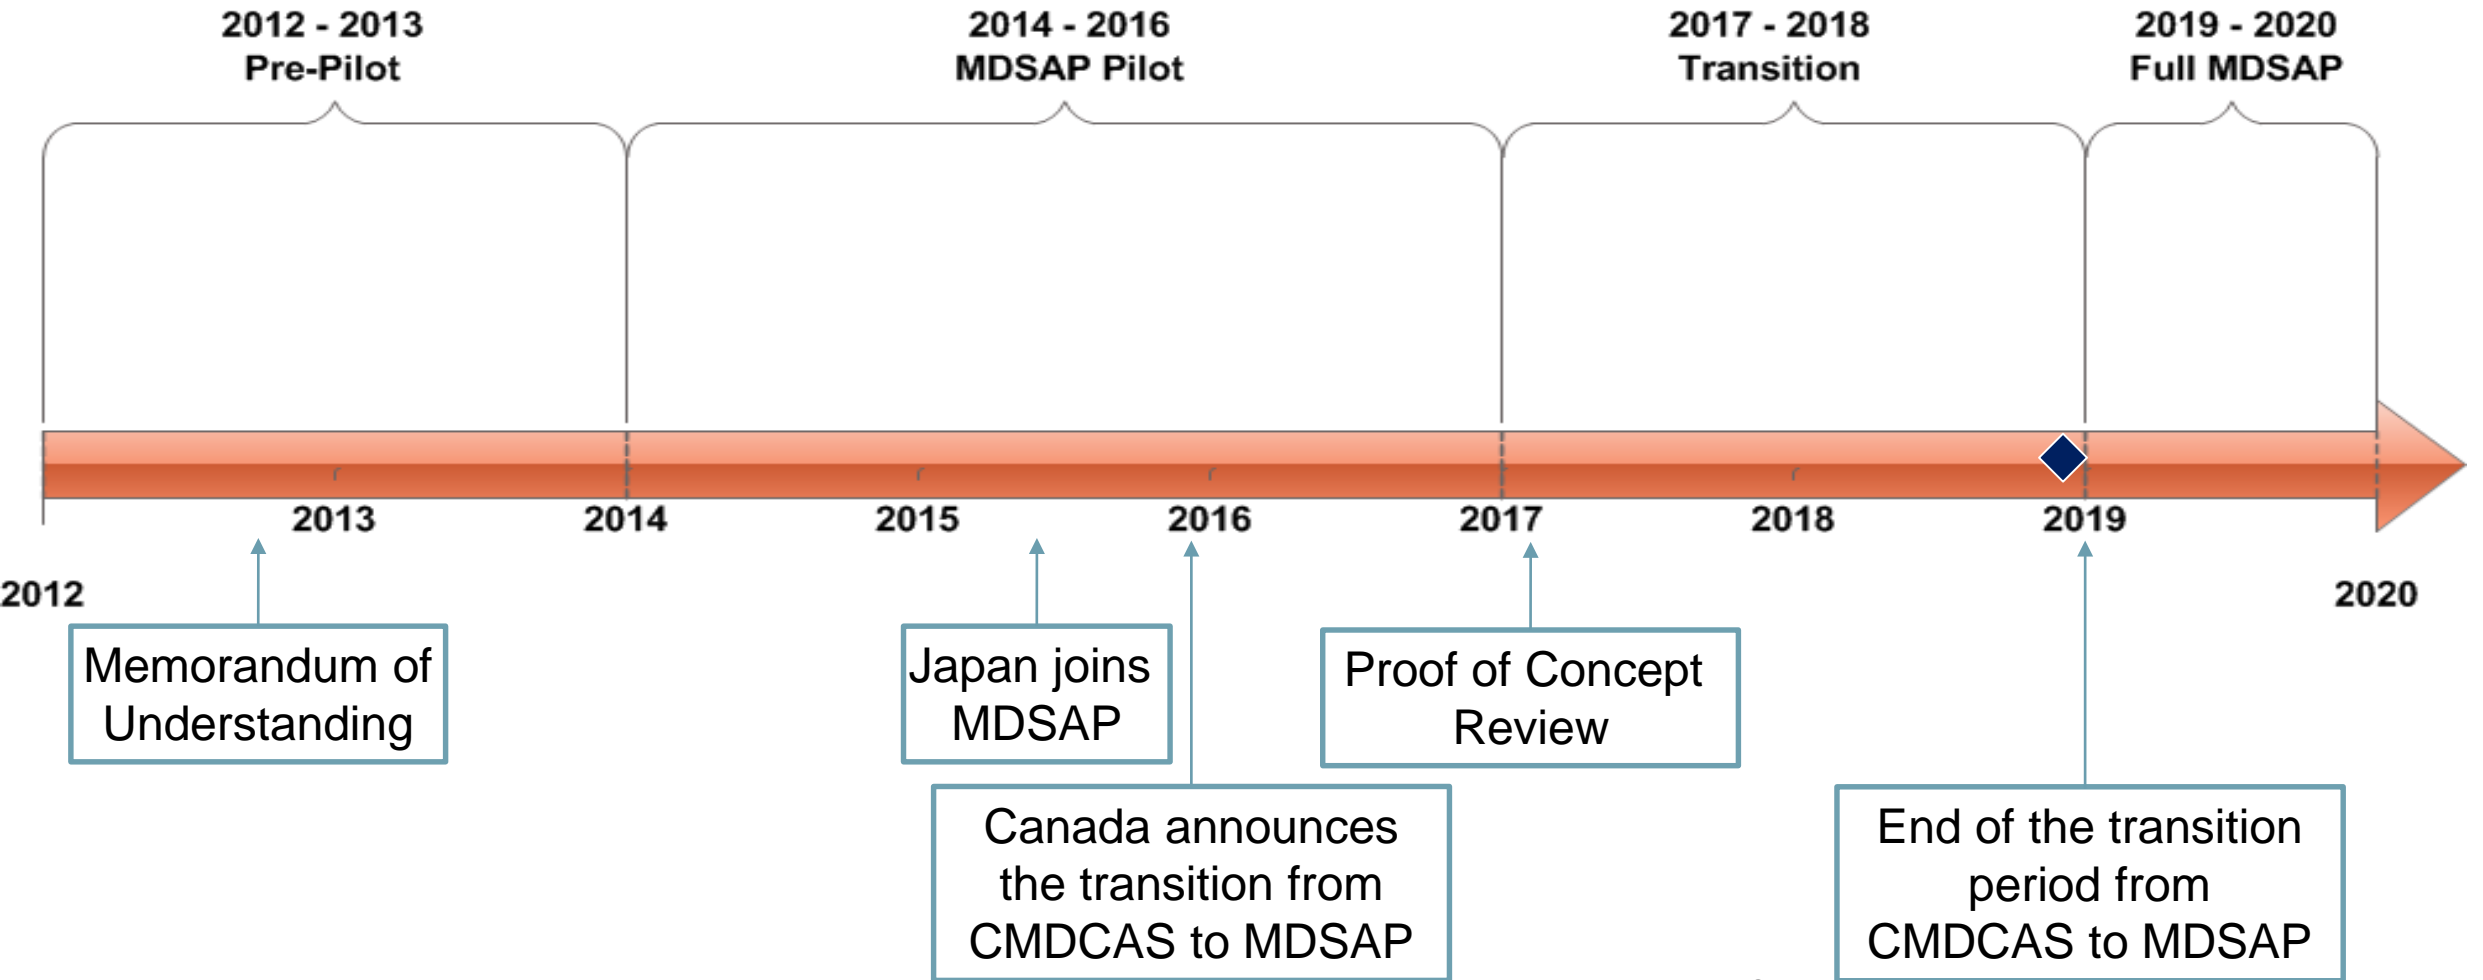 2012 - 2013
Pre-Pilot
2014 - 2016
MDSAP Pilot
2017 - 2018
Transition
2019 - 2020
Full MDSAP
2013
2014
2015
2016
2017
2018
2019
2012
2020
Memorandum of
Understanding
Japan joins
MDSAP
Proof of Concept
Review
Canada announces
the transition from
CMDCAS to MDSAP
End of the transition
period from
CMDCAS to MDSAP